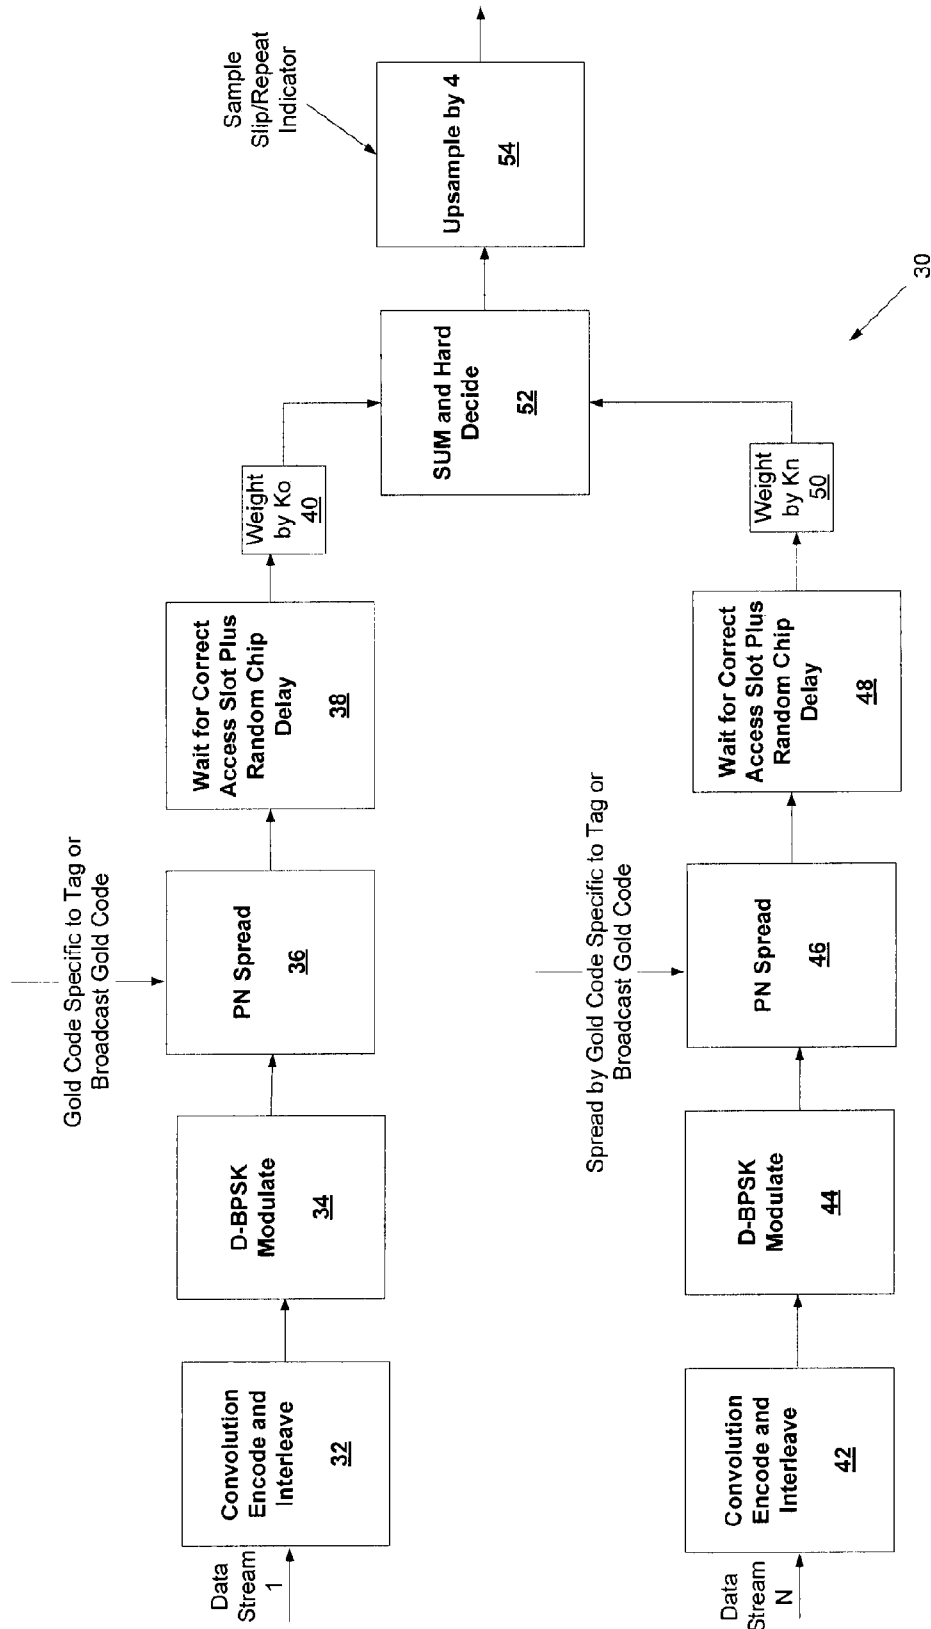 Data
Stream
1
Convolution
Encode and
Interleave
32
D-BPSK
Modulate
34
Gold Code Specific to Tag or
Broadcast Gold Code
PN Spread
36
Wait for Correct
Access Slot Plus
Random Chip
Delay
38
Weight
by Ko
40
Data
Stream
N
Convolution
Encode and
Interleave
42
D-BPSK
Modulate
44
Spread by Gold Code Specific to Tag or
Broadcast Gold Code
PN Spread
46
Wait for Correct
Access Slot Plus
Random Chip
Delay
48
Weight
by Kn
50
SUM and Hard
Decide
52
Sample
Slip/Repeat
Indicator
Upsample by 4
54
30